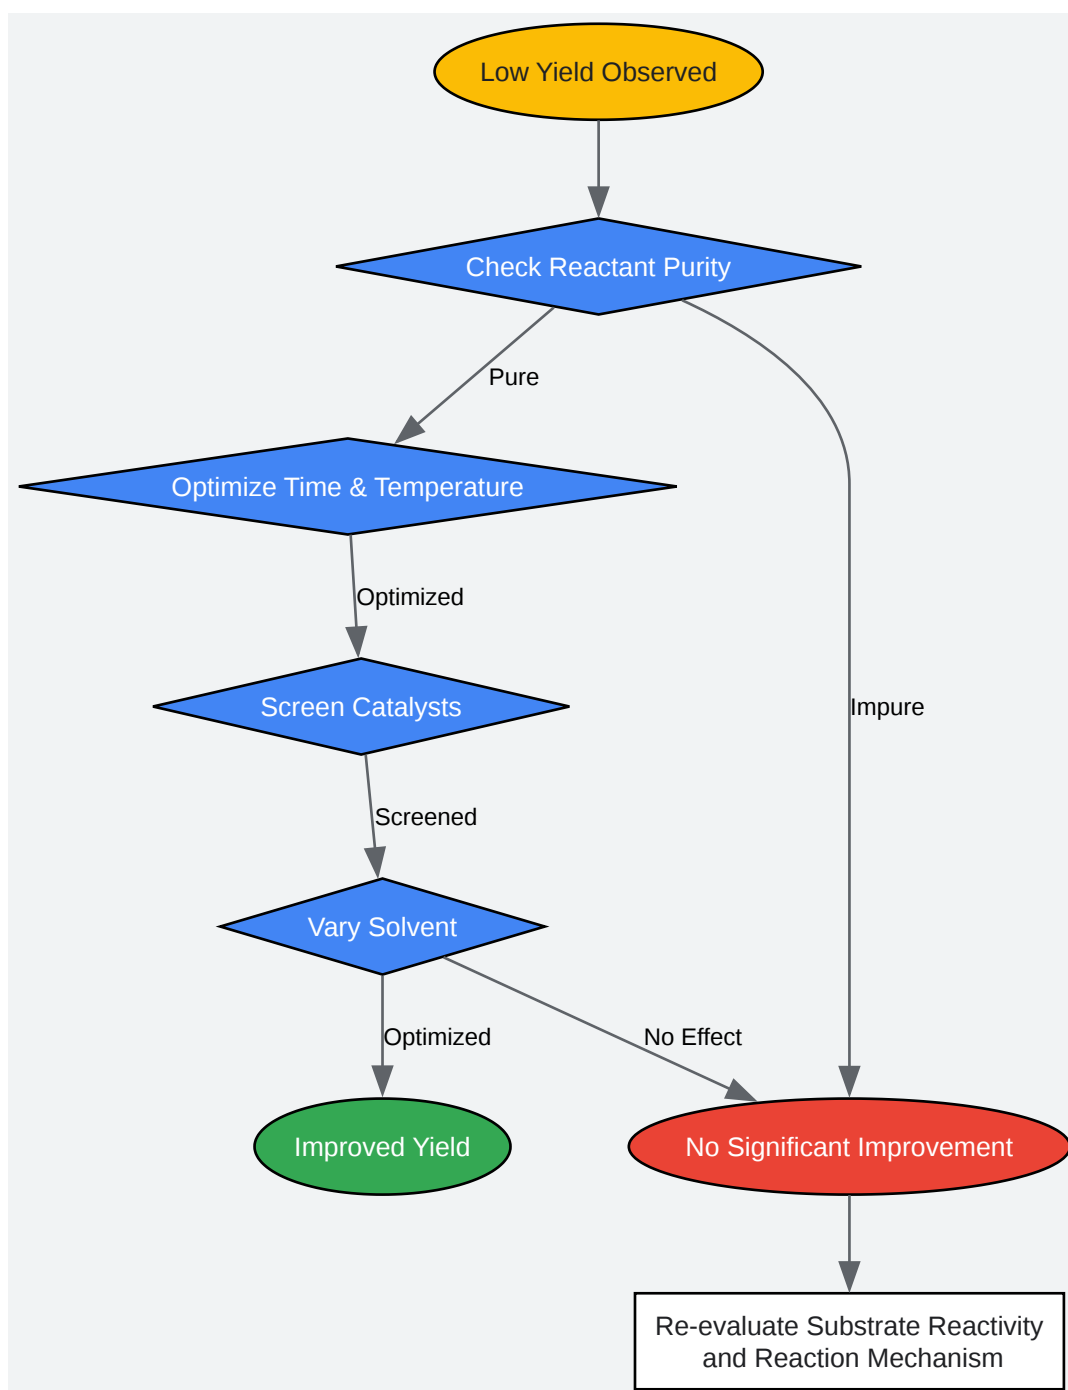 Low Yield Observed
Check Reactant Purity
Pure
Optimize Time & Temperature
Optimized
Screen Catalysts
Impure
Screened
Vary Solvent
Optimized
No Effect
Improved Yield
No Significant Improvement
Re-evaluate Substrate Reactivity
and Reaction Mechanism